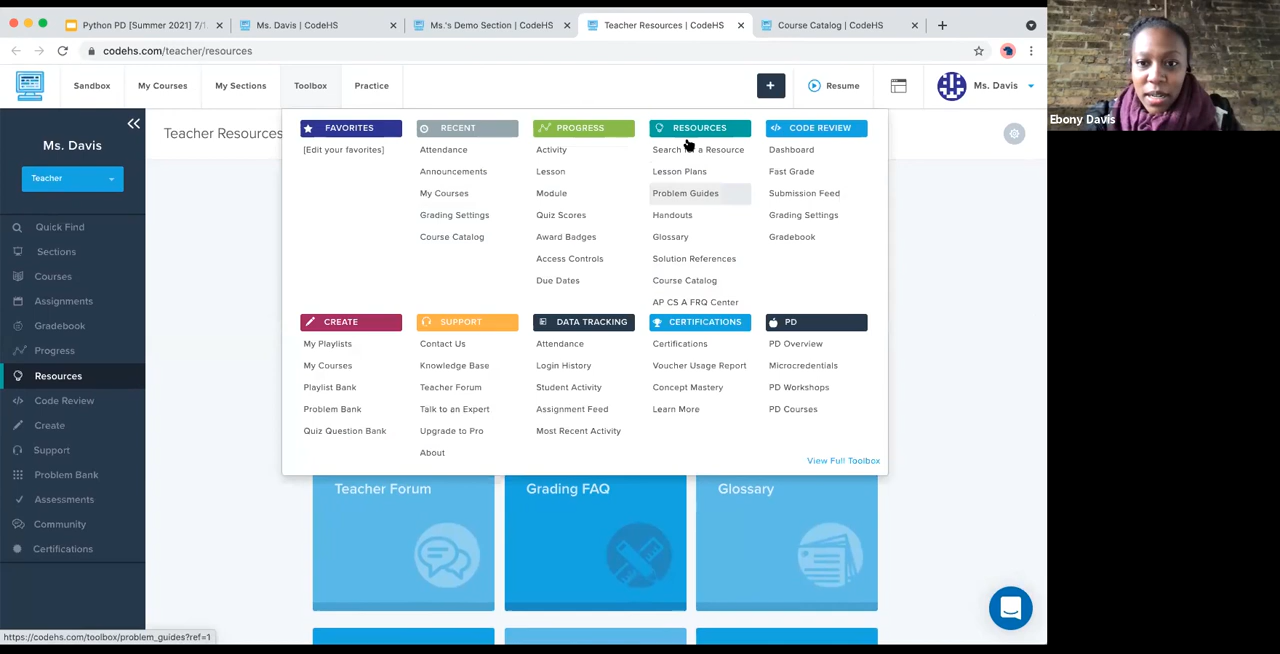 Python PD [Summer 2021] 7/1
Ms. Davis | CodeHS
Ms.'s Demo Section | CodeHS
Teacher Resources | CodeHS
Course Catalog | CodeHS
codehs.com/teacher/resources
Sandbox
My Courses
My Sections
Toolbox
Practice
Resume
Ms. Davis
Ebony Davis
Ms. Davis
Teacher
Quick Find
Sections
Courses
Assignments
Gradebook
Progress
Resources
Code Review
Create
Support
Problem Bank
Assessments
Community
Certifications
Teacher Resources
FAVORITES
[Edit your favorites]
RECENT
Attendance
Announcements
My Courses
Grading Settings
Course Catalog
PROGRESS
Activity
Lesson
Module
Quiz Scores
Award Badges
Access Controls
Due Dates
RESOURCES
Search for a Resource
Lesson Plans
Problem Guides
Handouts
Glossary
Solution References
Course Catalog
AP CS A FRQ Center
CODE REVIEW
Dashboard
Fast Grade
Submission Feed
Grading Settings
Gradebook
CREATE
My Playlists
My Courses
Playlist Bank
Problem Bank
Quiz Question Bank
SUPPORT
Contact Us
Knowledge Base
Teacher Forum
Talk to an Expert
Upgrade to Pro
About
DATA TRACKING
Attendance
Login History
Student Activity
Assignment Feed
Most Recent Activity
CERTIFICATIONS
Certifications
Voucher Usage Report
Concept Mastery
Learn More
PD
PD Overview
Microcredentials
PD Workshops
PD Courses
View Full Toolbox
Teacher Forum
Grading FAQ
Glossary
https://codehs.com/toolbox/problem_guides?ref=1